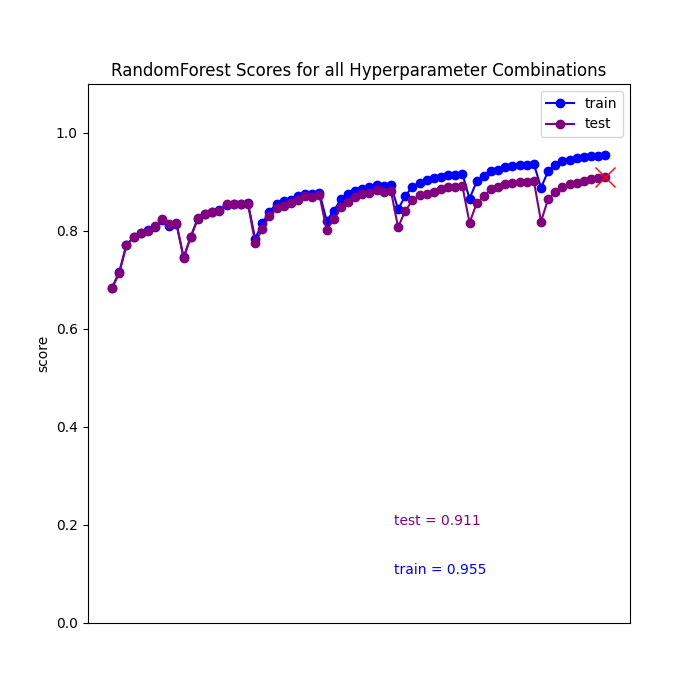 RandomForest Scores for all Hyperparameter Combinations
train
test
1.0
0.8
0.6
0.4
0.2
0.0
score
test = 0.911
train = 0.955